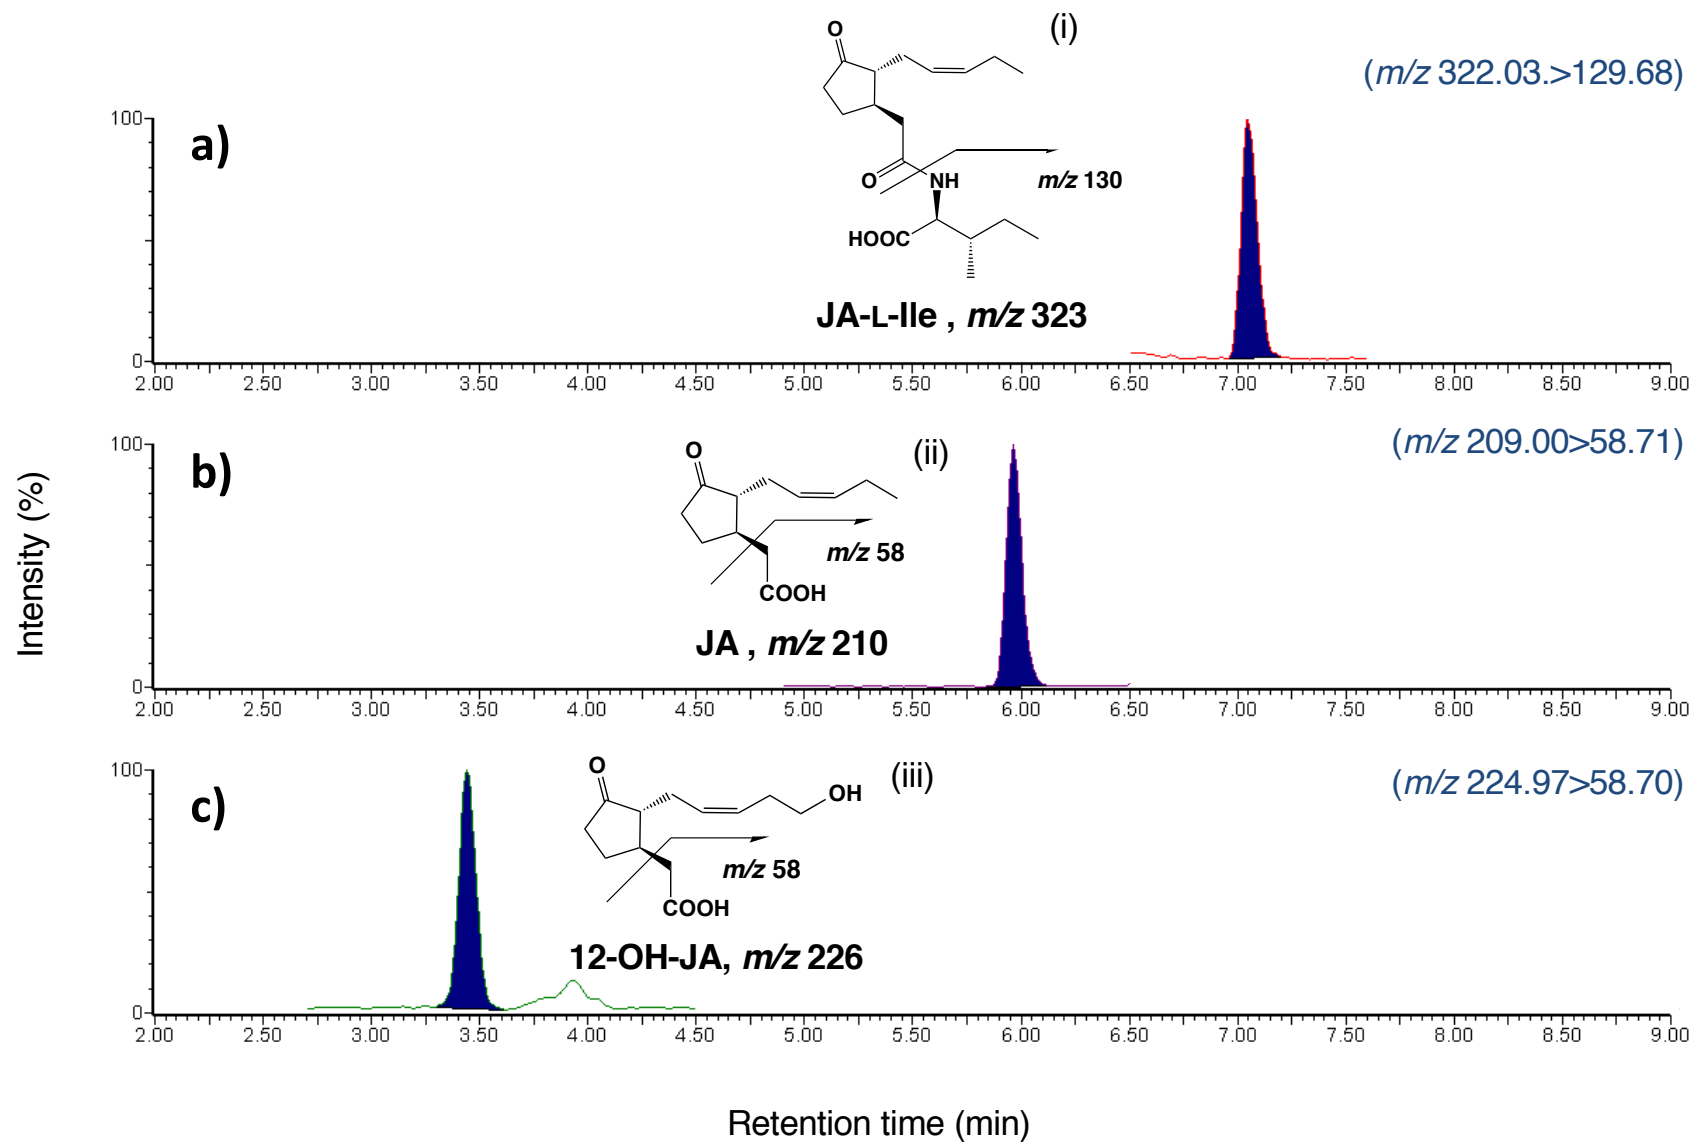 (i)
(m/z 322.03.>129.68)
O
100
a)
O
NH
m/z 130
HOOC
JA-L-Ile , m/z 323
0
2.00 2.50 3.00 3.50 4.00 4.50 5.00 5.50 6.00 6.50 7.00 7.50 8.00 8.50 9.00
(m/z 209.00>58.71)
100
(ii)
O
b)
m/z 58
COOH
JA , m/z 210
0
2.00 2.50 3.00 3.50 4.00 4.50 5.00 5.50 6.00 6.50 7.00 7.50 8.00 8.50 9.00
Intensity (%)
100
O
(iii)
(m/z 224.97>58.70)
OH
c)
m/z 58
COOH
12-OH-JA, m/z 226
0
2.00 2.50 3.00 3.50 4.00 4.50 5.00 5.50 6.00 6.50 7.00 7.50 8.00 8.50 9.00
Retention time (min)